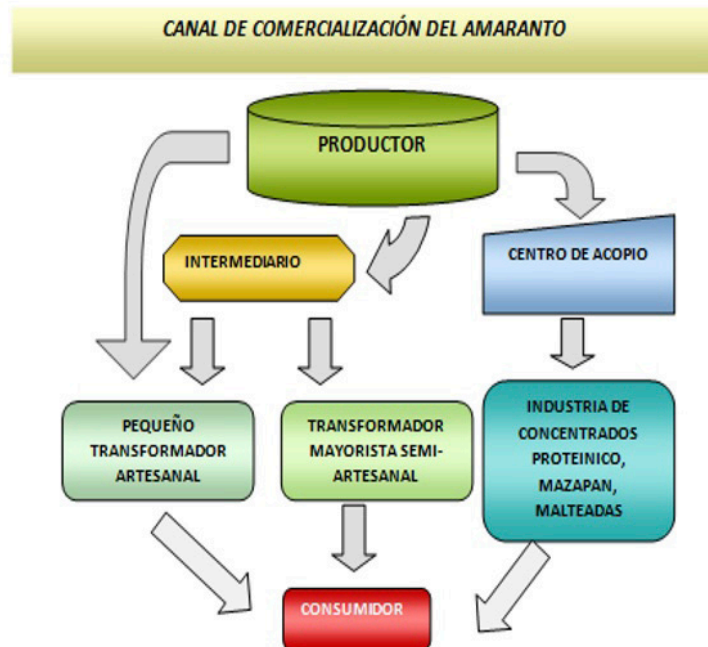 CANAL DE COMERCIALIZACIÓN DEL AMARANTO
PRODUCTOR
INTERMEDIARIO
CENTRO DE ACOPIO
PEQUEÑO
TRANSFORMADOR
ARTESANAL
TRANSFORMADOR
MAYORISTA SEMI-
ARTESANAL
INDUSTRIA DE
CONCENTRADOS
PROTEINICO,
MAZAPAN,
MALTEADAS
CONSUMIDOR